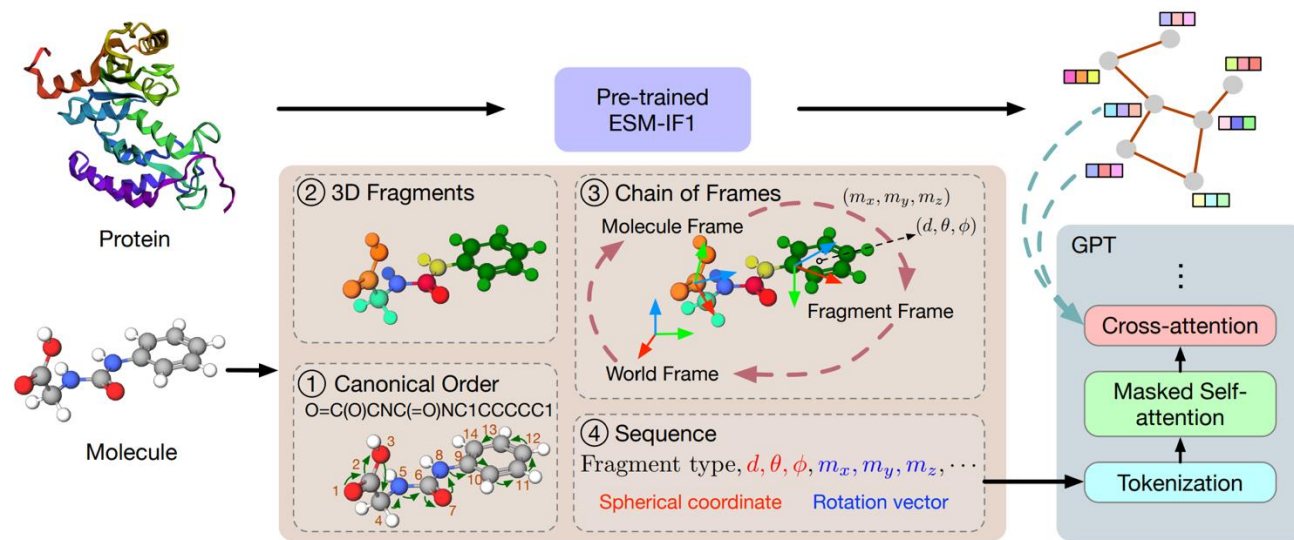 Protein
Pre-trained
ESM-IF1
Molecule
② 3D Fragments
① Canonical Order
O=C(O)CNC(=O)NC1CCCCC1
1
2
3
4
5
6
7
8
9
10
11
12
13
14
③ Chain of Frames
(m_x, m_y, m_z)
Molecule Frame
(d, θ, ϕ)
Fragment Frame
World Frame
④ Sequence
Fragment type, d, θ, ϕ, m_x, m_y, m_z, ⋯
Spherical coordinate
Rotation vector
GPT
⋮
Cross-attention
Masked Self-
attention
Tokenization